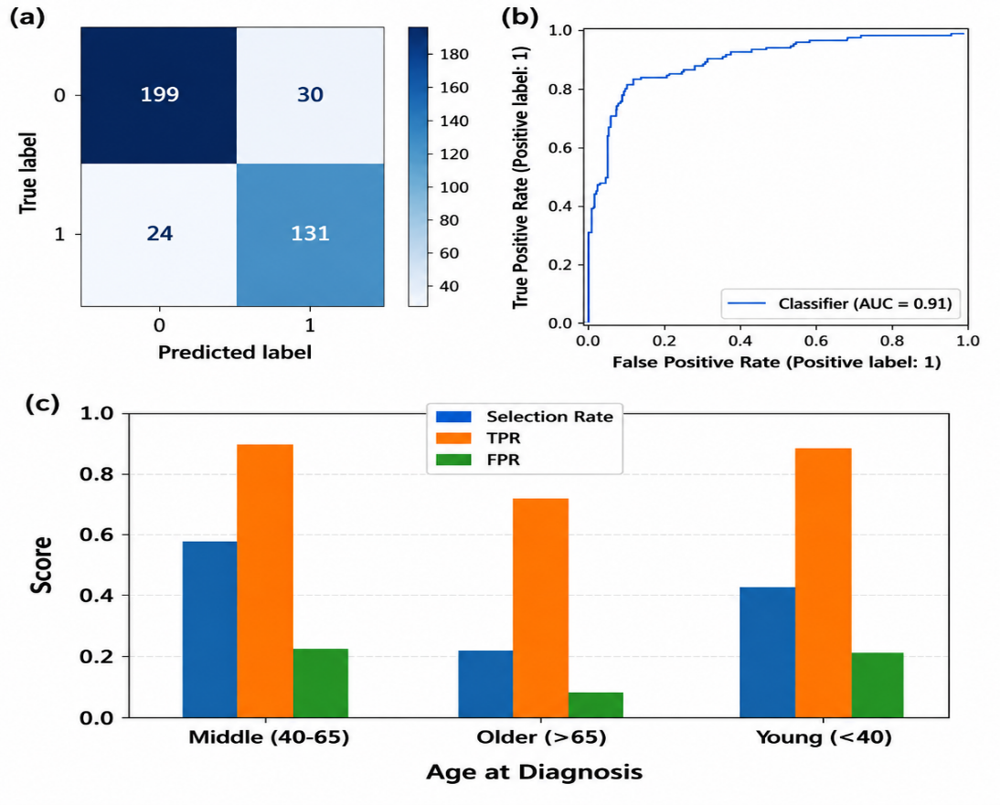 (a)
0
199
30
1
24
131
0
1
True label
Predicted label
180
160
140
120
100
80
60
40
(b)
1.0
0.8
0.6
0.4
0.2
0.0
0.0
0.2
0.4
0.6
0.8
1.0
True Positive Rate (Positive label: 1)
False Positive Rate (Positive label: 1)
Classifier (AUC = 0.91)
(c)
1.0
0.8
0.6
0.4
0.2
0.0
Score
Selection Rate
TPR
FPR
Middle (40-65)
Older (>65)
Young (<40)
Age at Diagnosis